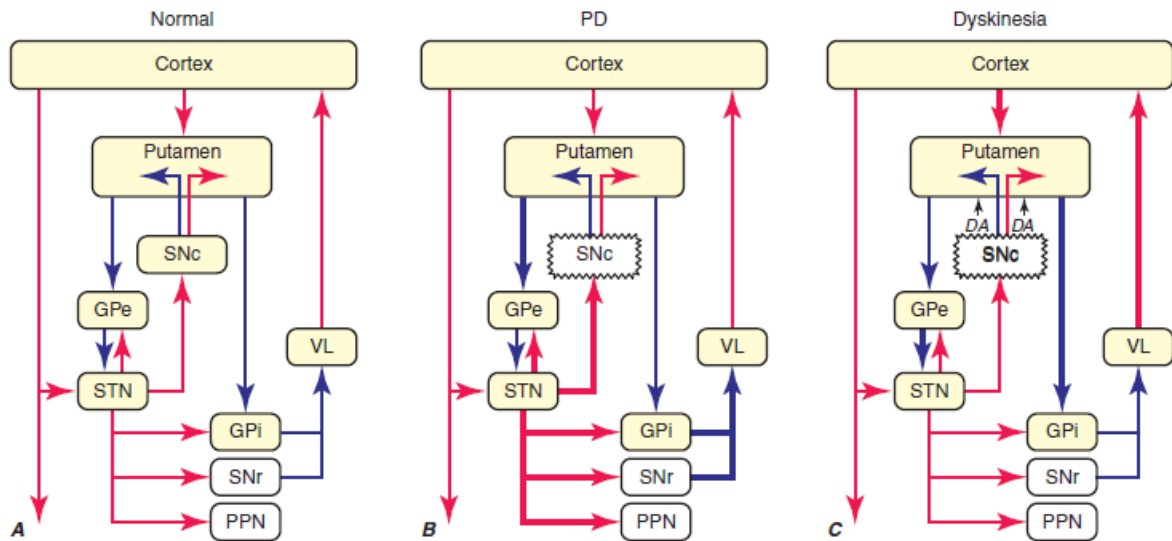 Normal
Cortex
Putamen
SNc
GPe
VL
STN
GPi
SNr
PPN
A
PD
Cortex
Putamen
SNc
GPe
VL
STN
GPi
SNr
PPN
B
Dyskinesia
Cortex
Putamen
DA DA
SNc
GPe
VL
STN
GPi
SNr
PPN
C